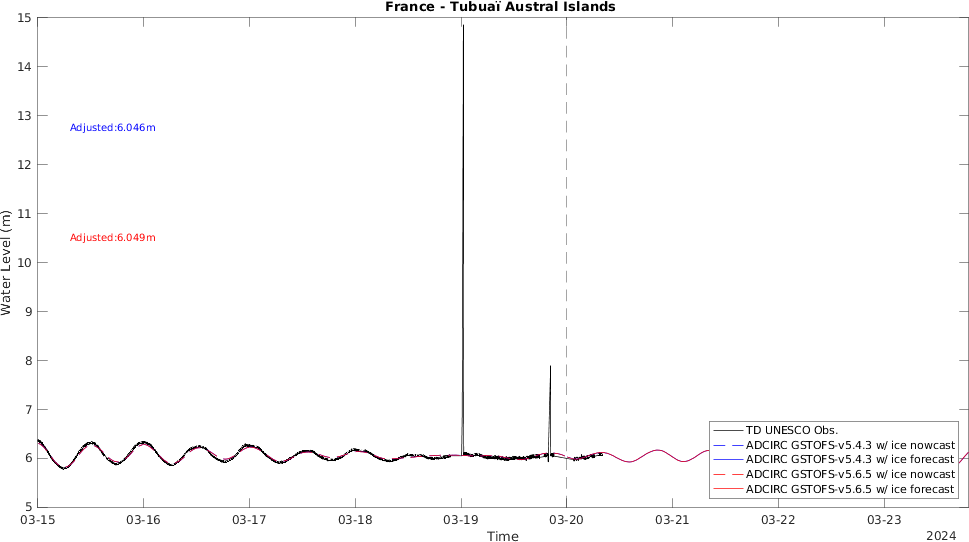 France - Tubuaï Austral Islands
15
14
13
12
11
10
9
8
7
6
5
Water Level (m)
Adjusted:6.046m
Adjusted:6.049m
TD UNESCO Obs.
ADCIRC GSTOFS-v5.4.3 w/ ice nowcast
ADCIRC GSTOFS-v5.4.3 w/ ice forecast
ADCIRC GSTOFS-v5.6.5 w/ ice nowcast
ADCIRC GSTOFS-v5.6.5 w/ ice forecast
03-15 03-16 03-17 03-18 03-19 03-20 03-21 03-22 03-23
Time
2024